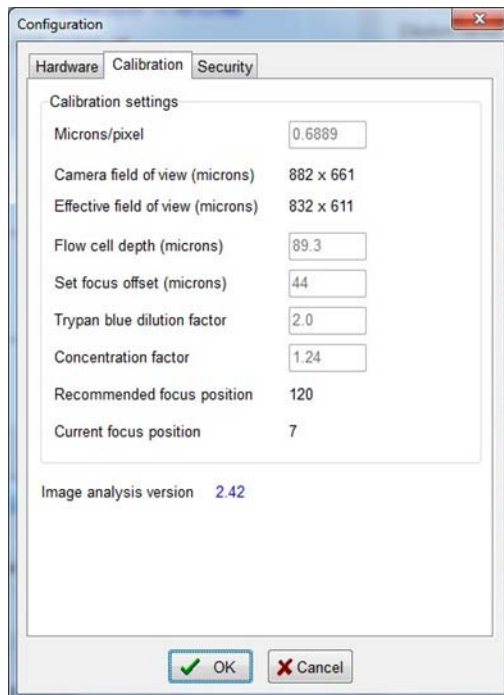 Configuration
Hardware Calibration Security
Calibration settings
Microns/pixel 0.6889
Camera field of view (microns) 882 x 661
Effective field of view (microns) 832 x 611
Flow cell depth (microns) 89.3
Set focus offset (microns) 44
Trypan blue dilution factor 2.0
Concentration factor 1.24
Recommended focus position 120
Current focus position 7
Image analysis version 2.42
OK Cancel